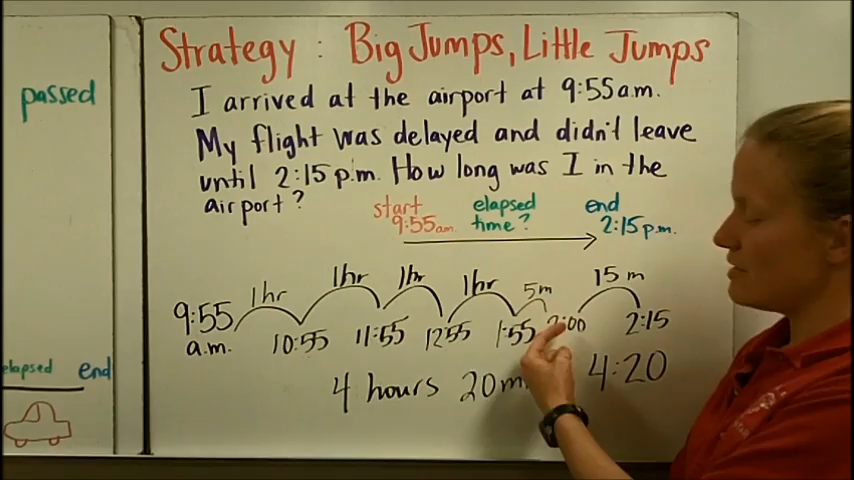 Strategy : Big Jumps, Little Jumps
passed
I arrived at the airport at 9:55 a.m.
My flight was delayed and didn't leave
until 2:15 p.m. How long was I in the
airport?
start elapsed end
9:55 a.m. time? 2:15 p.m.
1hr 1hr 1hr 1hr 5m 15 m
9:55 10:55 11:55 12:55 1:55 2:00 2:15
a.m.
4 hours 20 4:20
elapsed end